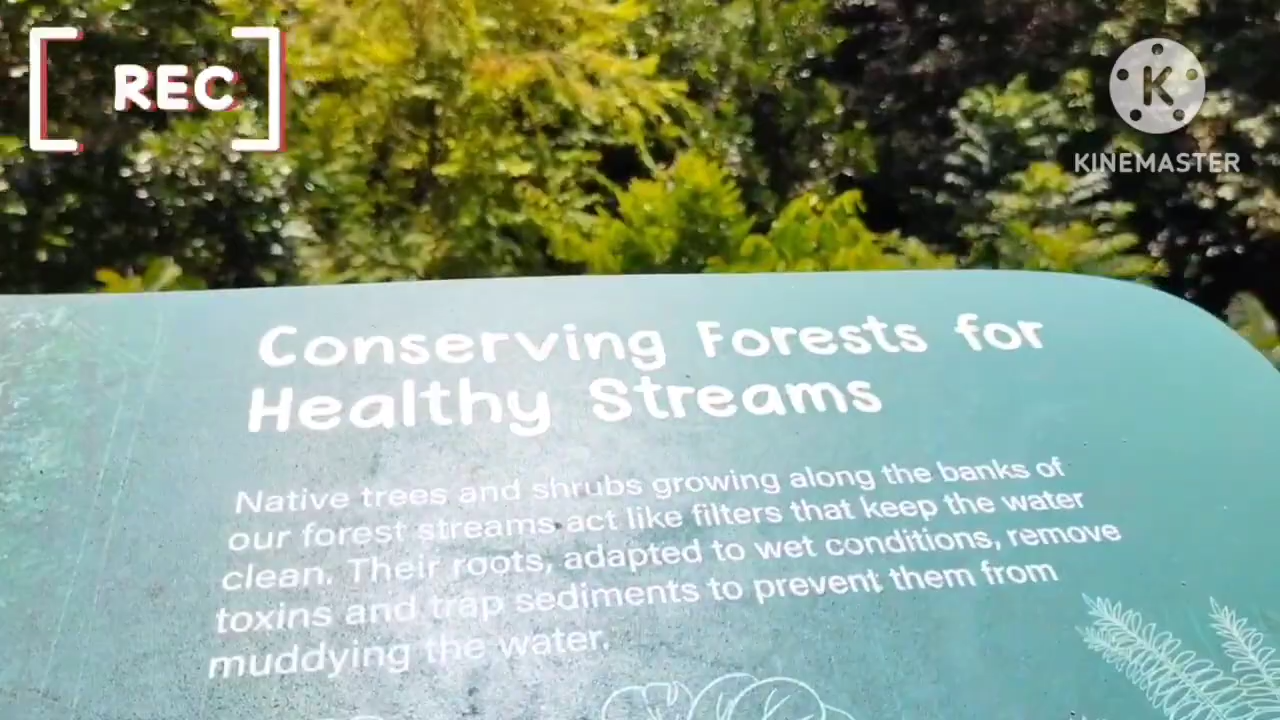 REC
K
KINEMASTER
Conserving Forests for
Healthy Streams
Native trees and shrubs growing along the banks of
our forest streams act like filters that keep the water
clean. Their roots, adapted to wet conditions, remove
toxins and trap sediments to prevent them from
muddying the water.